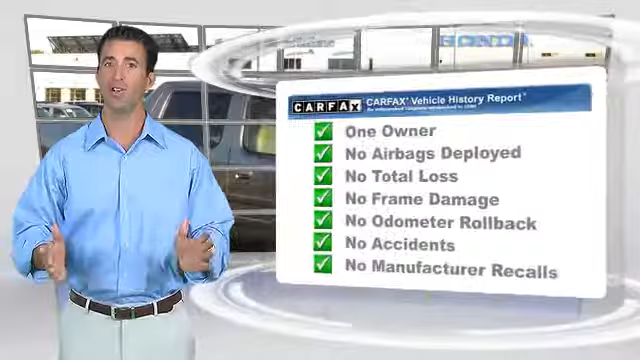 HONDA
CARFAX CARFAX Vehicle History Report
One Owner
No Airbags Deployed
No Total Loss
No Frame Damage
No Odometer Rollback
No Accidents
No Manufacturer Recalls